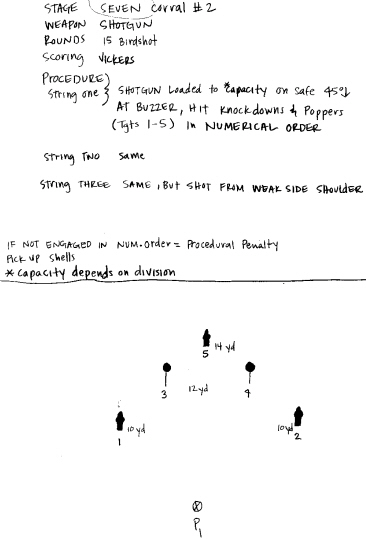 STAGE SEVEN Corral #2
WEAPON SHOTGUN
ROUNDS 15 Birdshot
Scoring VICKERS
PROCEDURE)
String one } SHOTGUN Loaded to *Capacity on Safe 45°↓
AT BUZZER, HIT Knockdowns & Poppers
(Tgts 1-5) in NUMERICAL ORDER
String TWO Same
String THREE SAME, BUT SHOT FROM WEAK SIDE SHOULDER
IF NOT ENGAGED IN NUM. Order = Procedural Penalty
Pick up Shells
* Capacity depends on division
5 14 yd
3 12 yd 4
1 10 yd 10 yd 2
P1